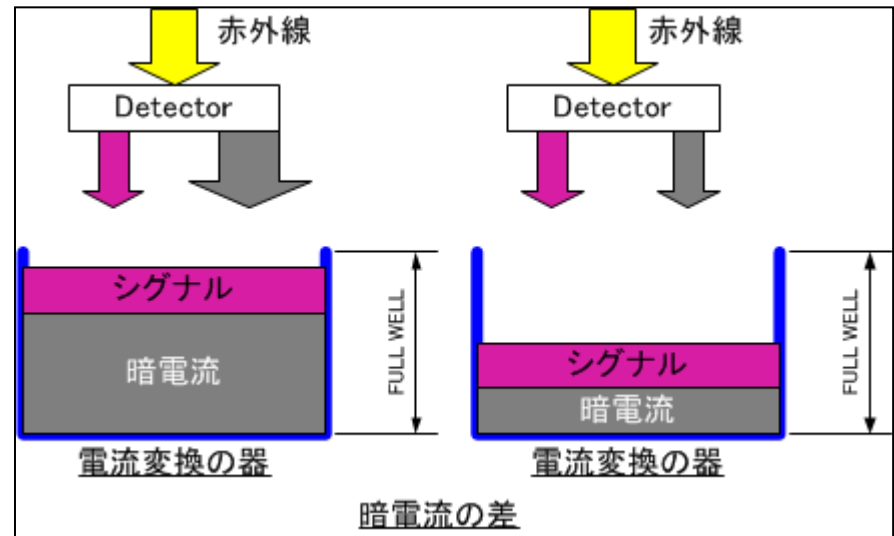 赤外線
Detector
シグナル
暗電流
FULL WELL
電流変換の器
赤外線
Detector
シグナル
暗電流
FULL WELL
電流変換の器
暗電流の差